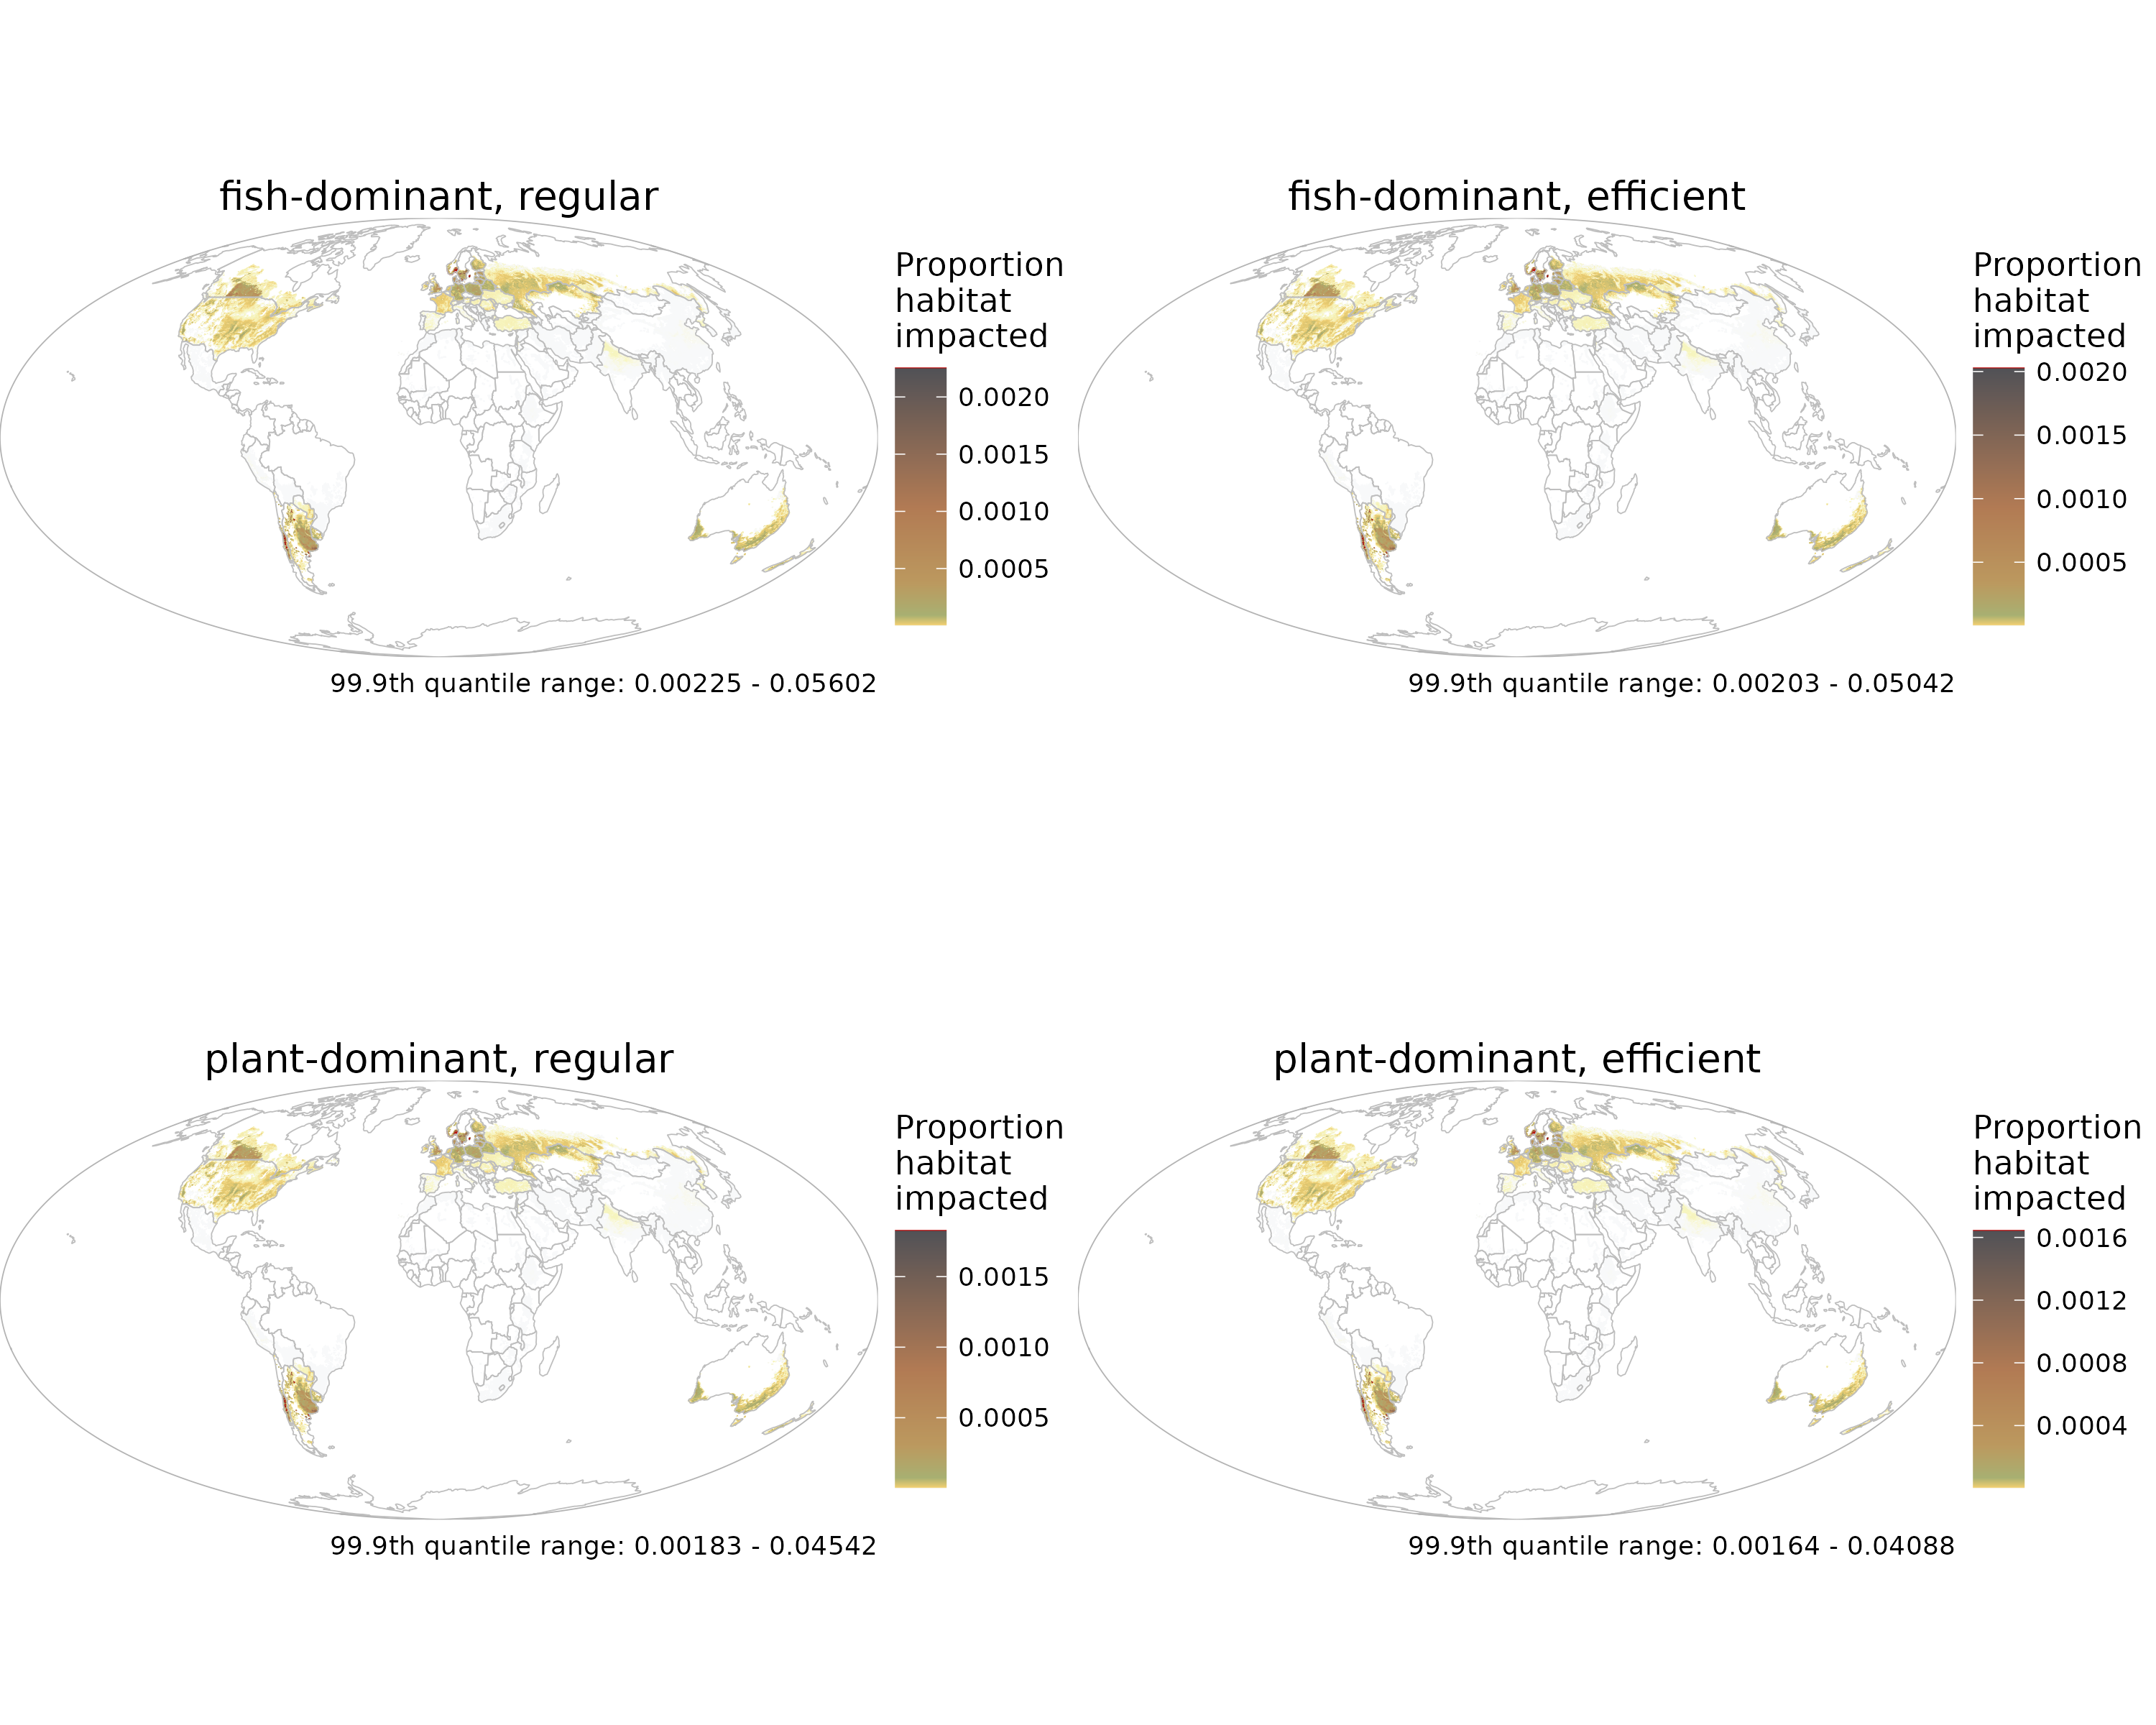 fish-dominant, regular
Proportion
habitat
impacted
0.0020
0.0015
0.0010
0.0005
99.9th quantile range: 0.00225 - 0.05602
fish-dominant, efficient
Proportion
habitat
impacted
0.0020
0.0015
0.0010
0.0005
99.9th quantile range: 0.00203 - 0.05042
plant-dominant, regular
Proportion
habitat
impacted
0.0015
0.0010
0.0005
99.9th quantile range: 0.00183 - 0.04542
plant-dominant, efficient
Proportion
habitat
impacted
0.0016
0.0012
0.0008
0.0004
99.9th quantile range: 0.00164 - 0.04088